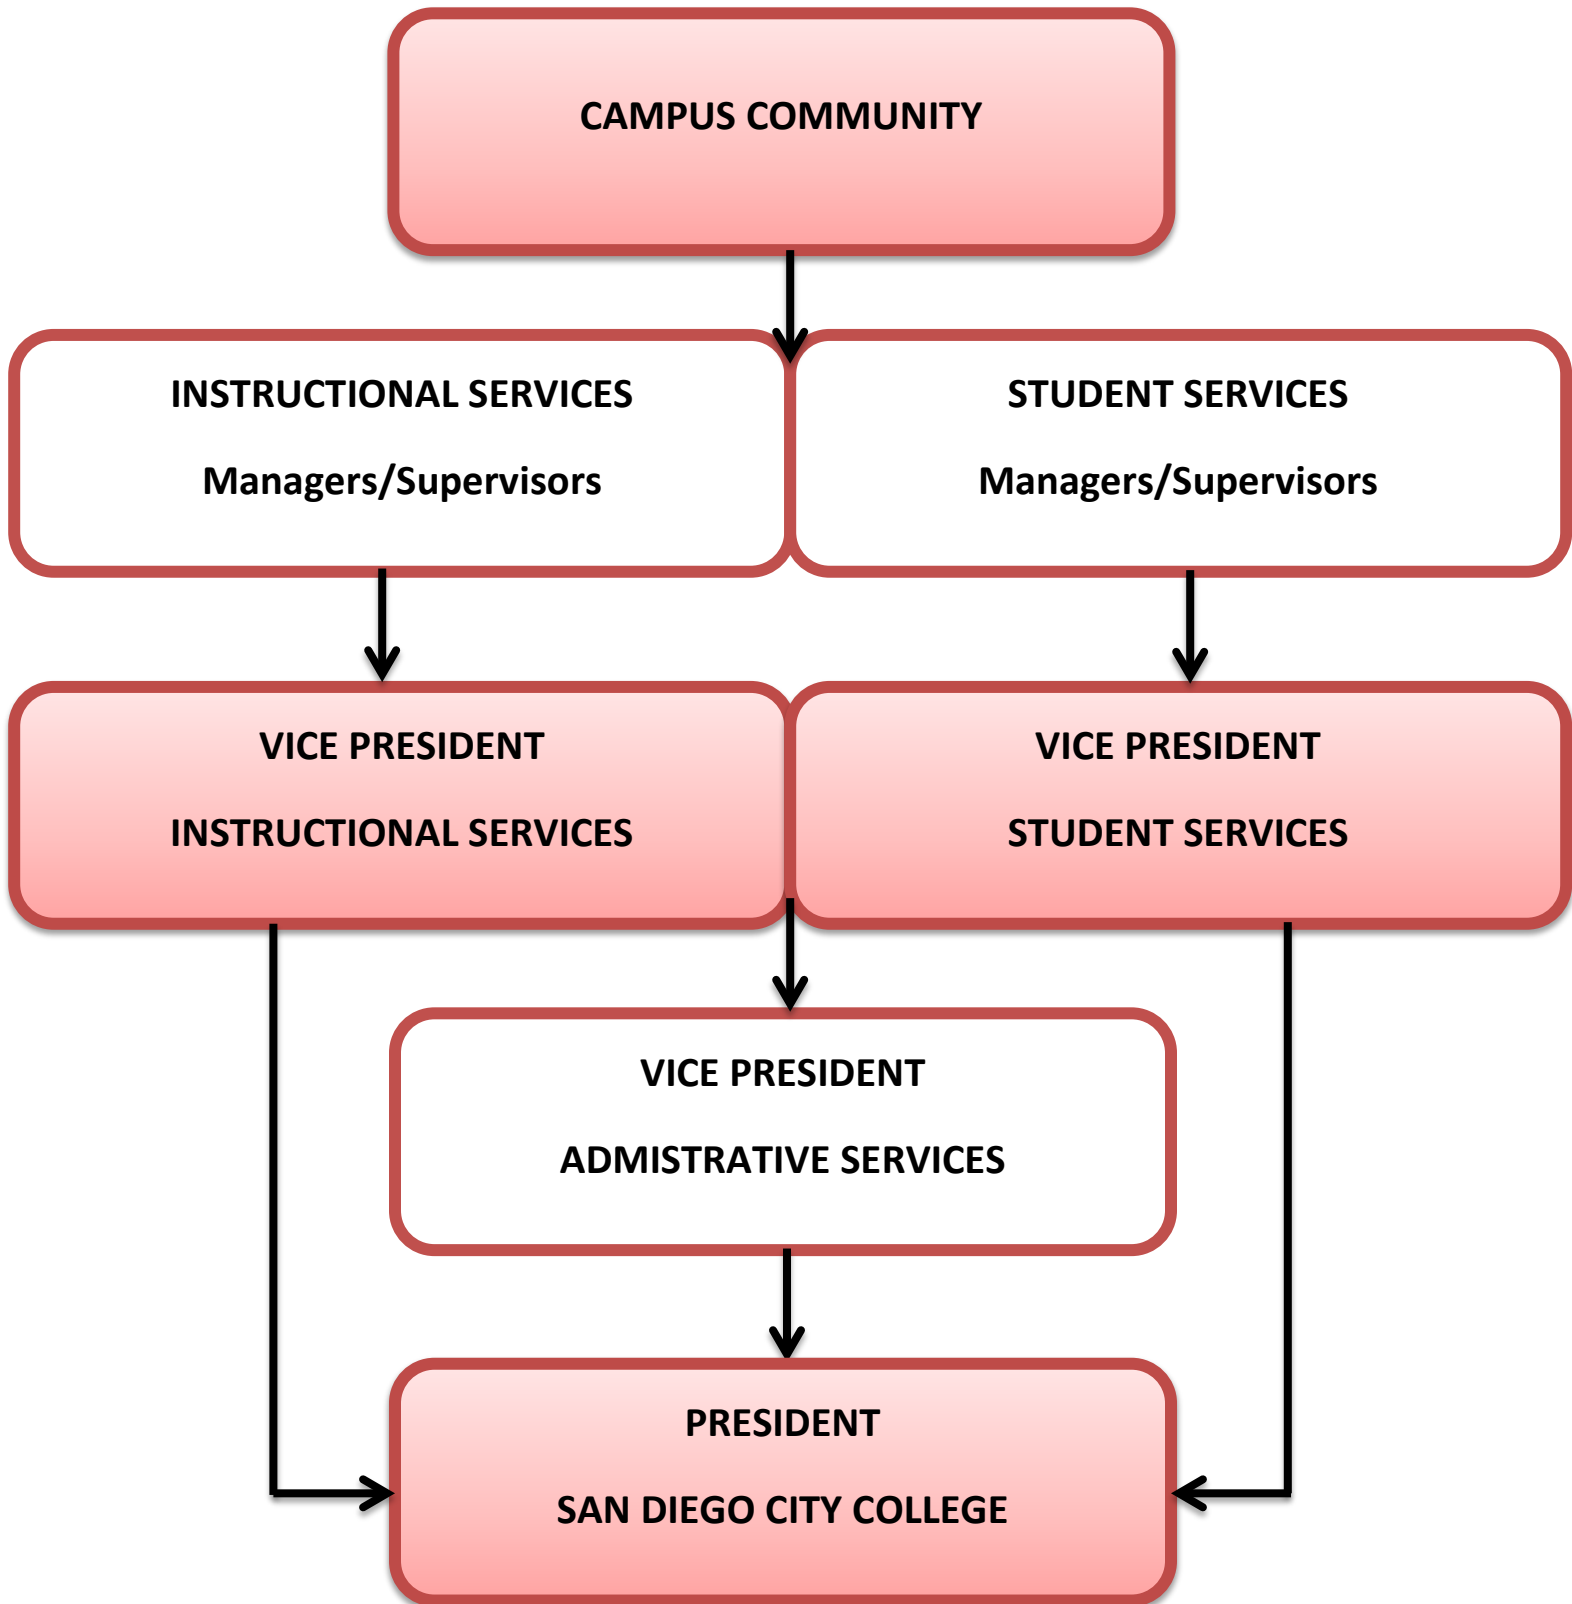 CAMPUS COMMUNITY
INSTRUCTIONAL SERVICES
Managers/Supervisors
STUDENT SERVICES
Managers/Supervisors
VICE PRESIDENT
INSTRUCTIONAL SERVICES
VICE PRESIDENT
STUDENT SERVICES
VICE PRESIDENT
ADMISTRATIVE SERVICES
PRESIDENT
SAN DIEGO CITY COLLEGE